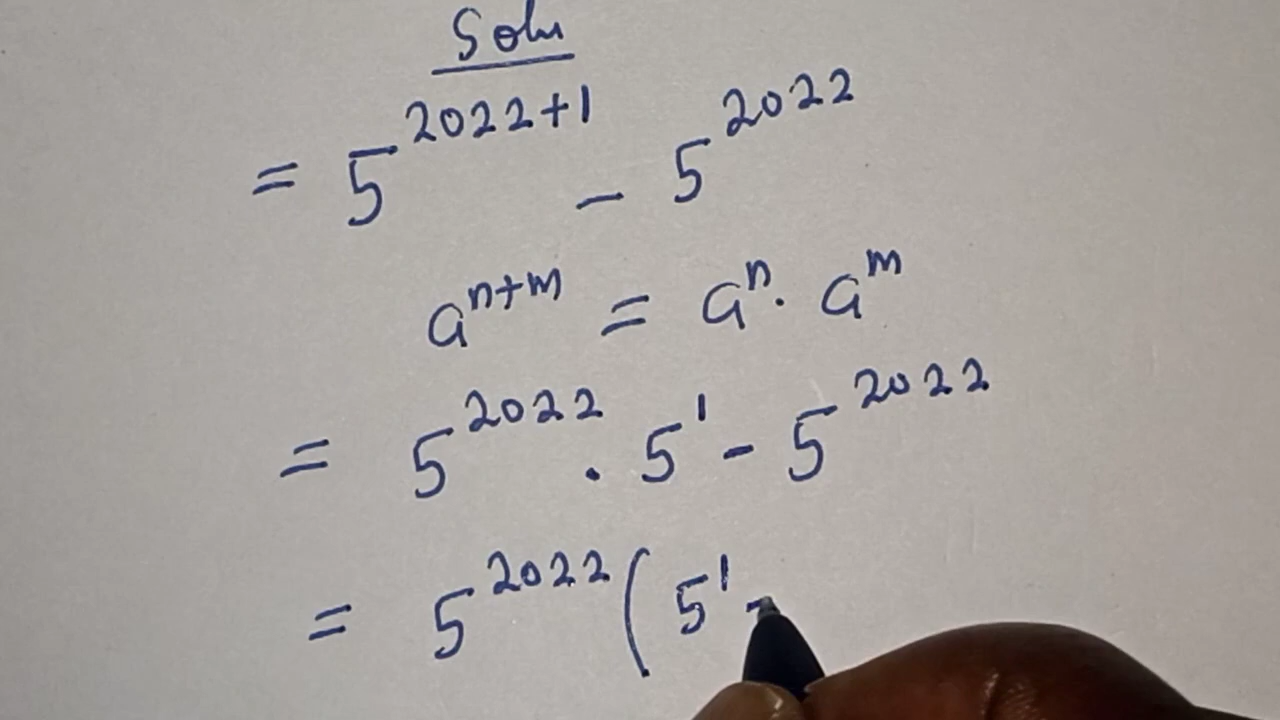 Soln
= 5^2022+1 - 5^2022
a^n+m = a^n · a^m
= 5^2022 · 5^1 - 5^2022
= 5^2022 ( 5^1 -